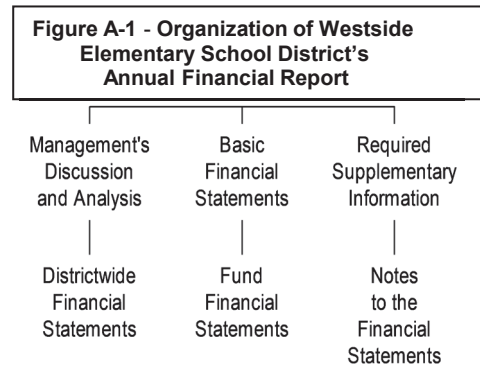 Figure A-1 - Organization of Westside
Elementary School District's
Annual Financial Report
Management's
Discussion
and Analysis
Basic
Financial
Statements
Required
Supplementary
Information
Districtwide
Financial
Statements
Fund
Financial
Statements
Notes
to the
Financial
Statements